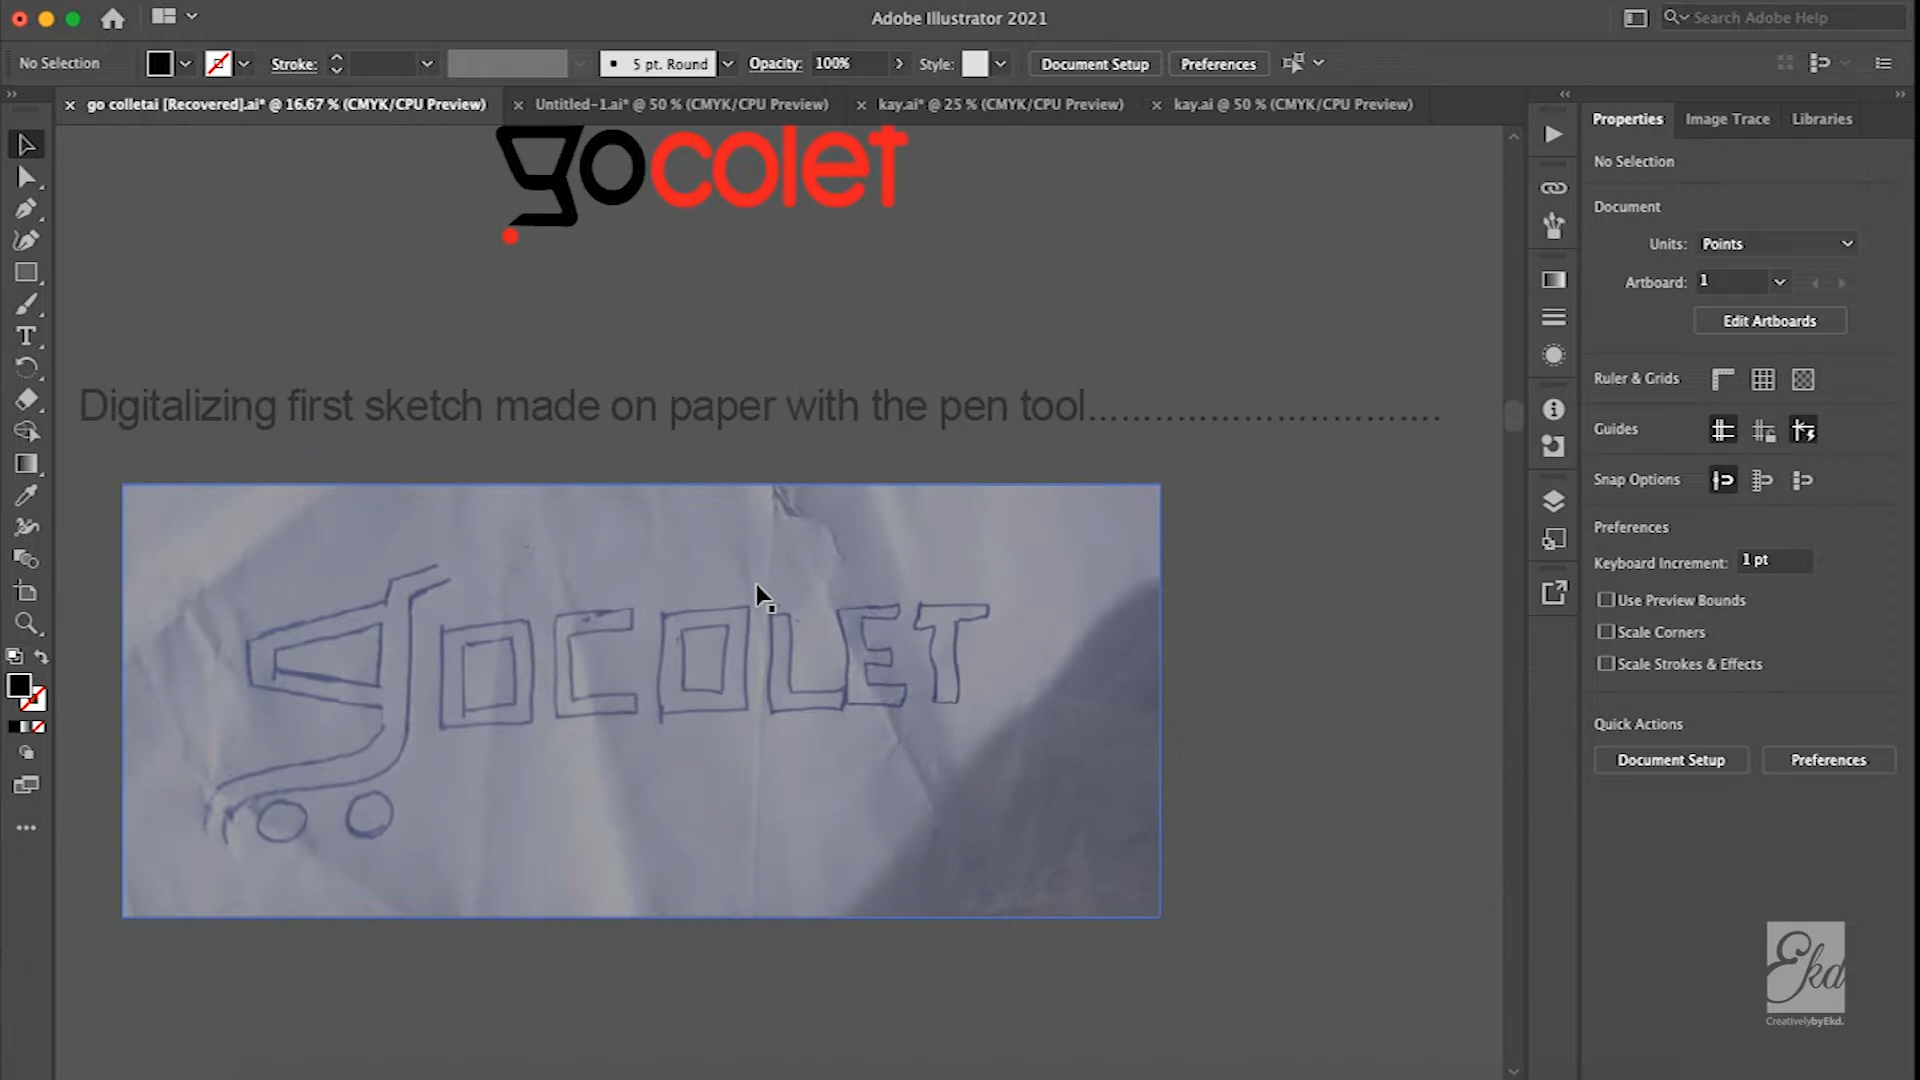 Adobe Illustrator 2021
Search Adobe Help
No Selection
Stroke:
5 pt. Round
Opacity:
100%
Style:
Document Setup
Preferences
go colletai [Recovered].ai* @ 16.67 % (CMYK/CPU Preview)
Untitled-1.ai* @ 50 % (CMYK/CPU Preview)
kay.ai* @ 25 % (CMYK/CPU Preview)
kay.ai @ 50 % (CMYK/CPU Preview)
gocolet
Digitalizing first sketch made on paper with the pen tool................................
gOCOLET
Properties
Image Trace
Libraries
No Selection
Document
Units: Points
Artboard: 1
Edit Artboards
Ruler & Grids
Guides
Snap Options
Preferences
Keyboard Increment: 1 pt
Use Preview Bounds
Scale Corners
Scale Strokes & Effects
Quick Actions
Document Setup
Preferences
Ekd
CreativelybyEkd.